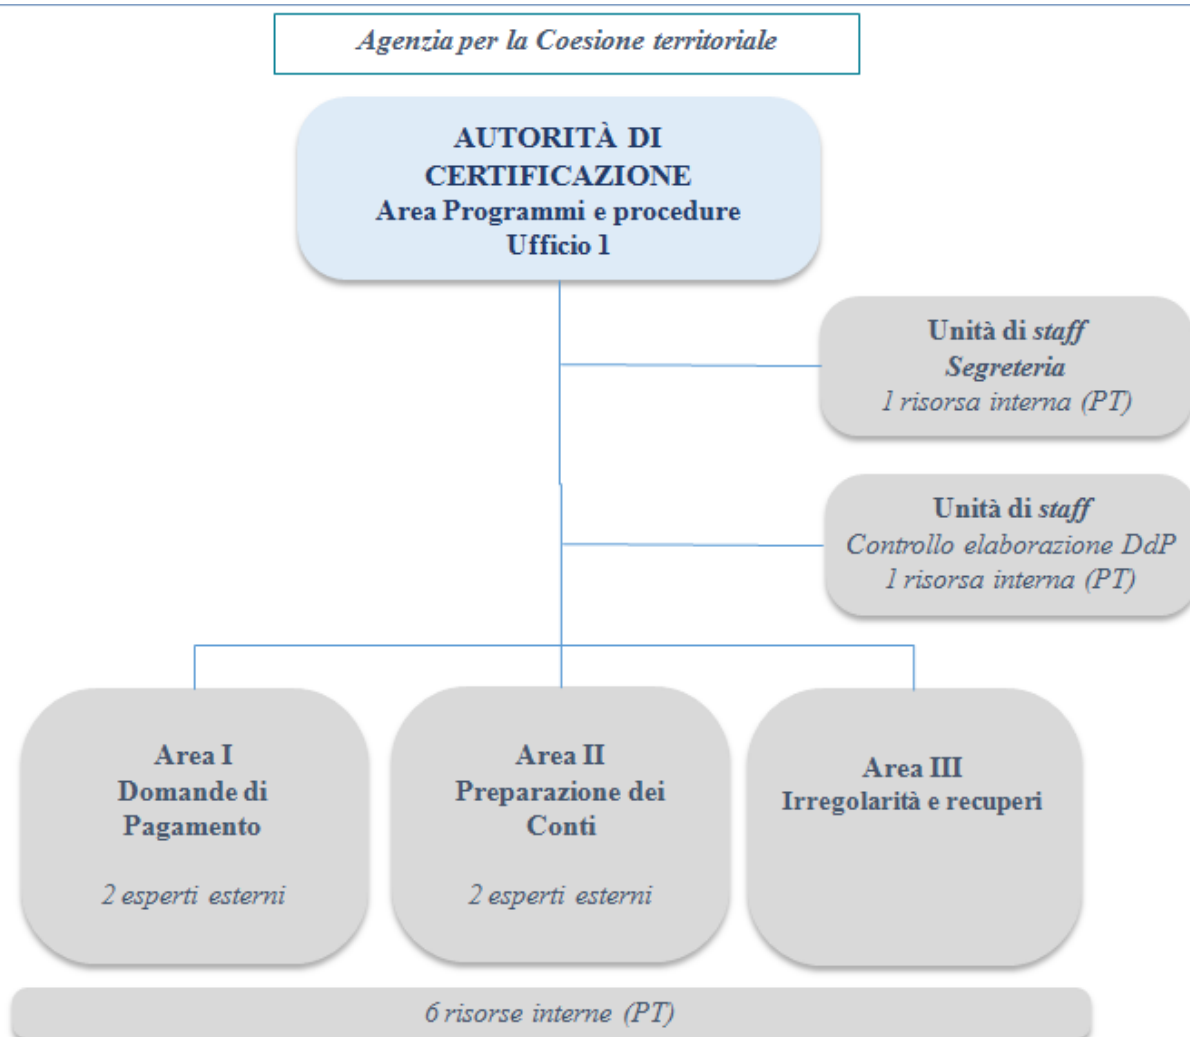 Agenzia per la Coesione territoriale
AUTORITÀ DI
CERTIFICAZIONE
Area Programmi e procedure
Ufficio 1
Unità di staff
Segreteria
1 risorsa interna (PT)
Unità di staff
Controllo elaborazione DdP
1 risorsa interna (PT)
Area I
Domande di
Pagamento
2 esperti esterni
Area II
Preparazione dei
Conti
2 esperti esterni
Area III
Irregolarità e recuperi
6 risorse interne (PT)